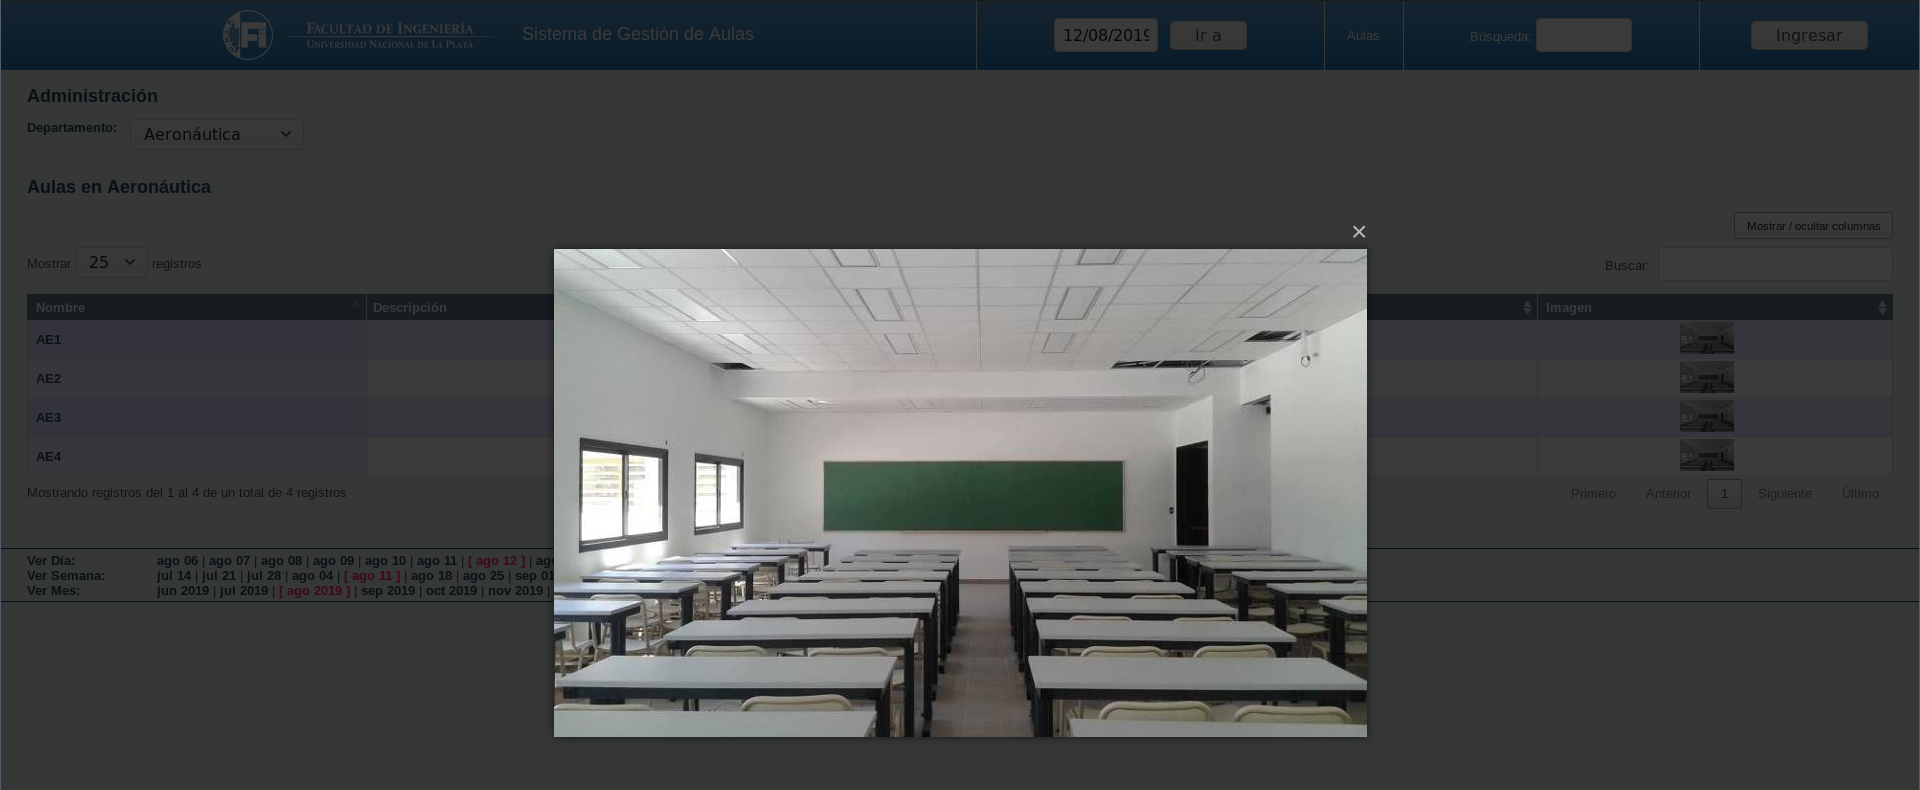 FACULTAD DE INGENIERÍA
UNIVERSIDAD NACIONAL DE LA PLATA
Sistema de Gestión de Aulas
12/08/2019
Ir a
Aulas
Búsqueda:
Ingresar
Administración
Departamento:
Aeronáutica
Aulas en Aeronáutica
Mostrar / ocultar columnas
×
Mostrar 25 registros
Buscar:
Nombre Descripción Imagen
AE1
AE2
AE3
AE4
Mostrando registros del 1 al 4 de un total de 4 registros
Primero Anterior 1 Siguiente Último
Ver Día: ago 06 | ago 07 | ago 08 | ago 09 | ago 10 | ago 11 | [ ago 12 ] |
Ver Semana: jul 14 | jul 21 | jul 28 | ago 04 | [ ago 11 ] | ago 18 | ago 25 | sep 01
Ver Mes: jun 2019 | jul 2019 | [ ago 2019 ] | sep 2019 | oct 2019 | nov 2019 |